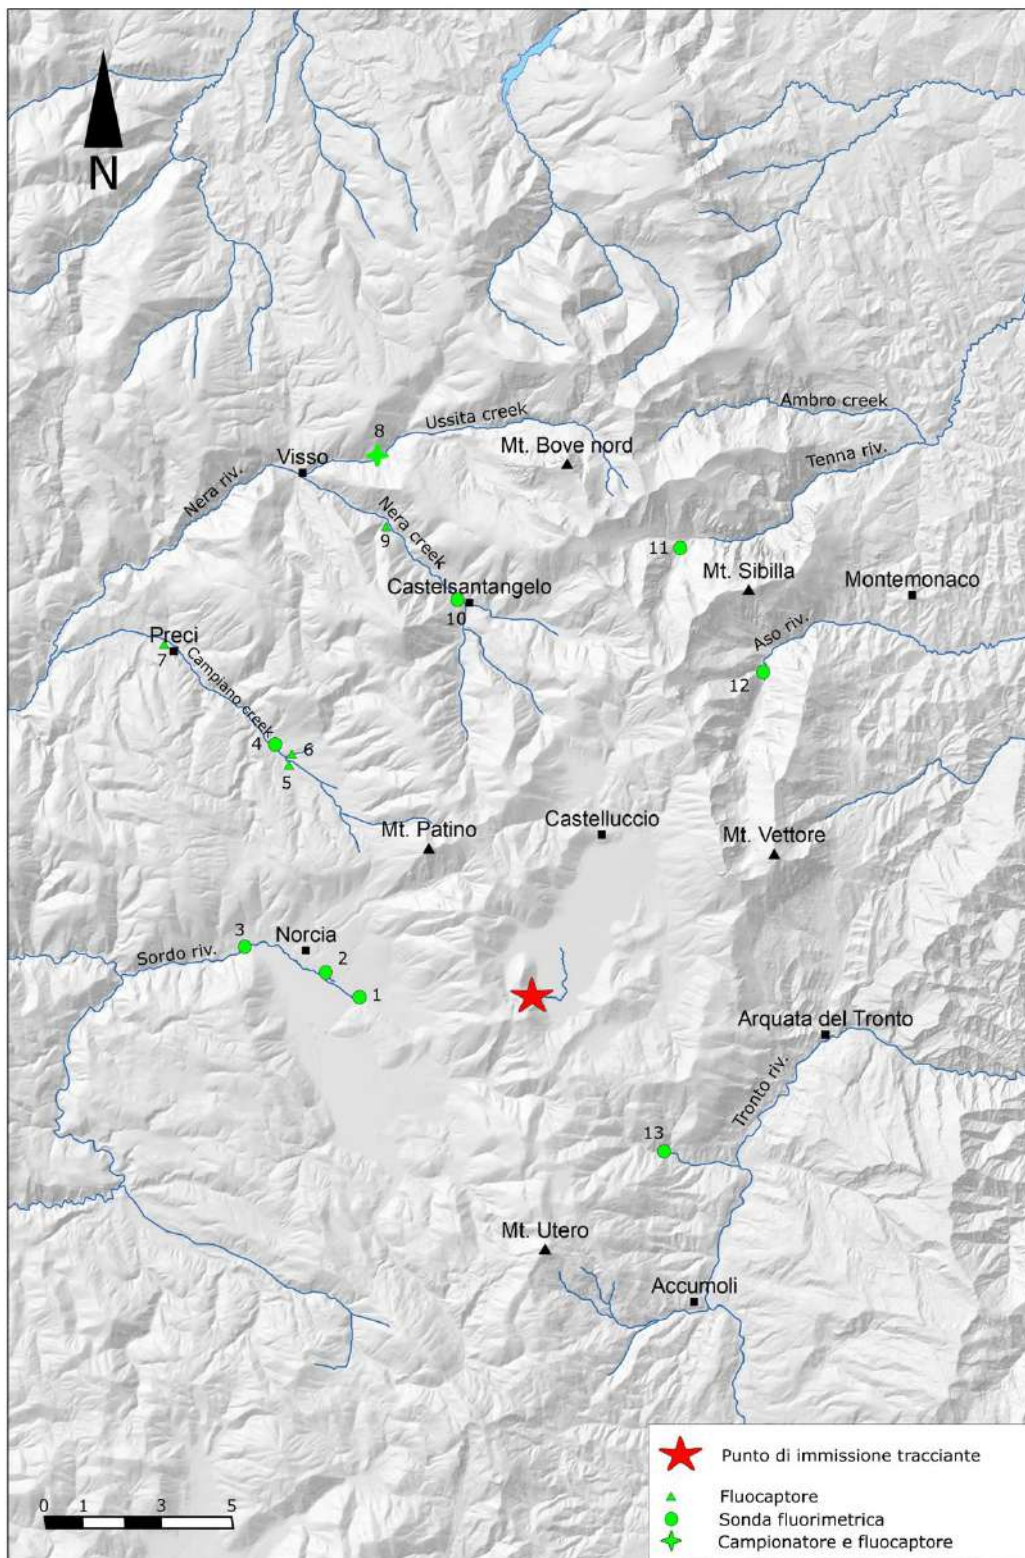 N
Ussita creek
8
Visso
Mt. Bove nord
Ambro creek
Tenna riv.
Nera riv.
Nera creek
9
11
Castelsantangelo
10
Mt. Sibilla
Montemonaco
Preci
7
Campiano creek
Aso riv.
12
4
6
5
Mt. Patino
Castelluccio
Mt. Vettore
3
Norcia
Sordo riv.
2
1
Arquata del Tronto
Tronto riv.
13
Mt. Utero
Accumoli
Punto di immissione tracciante
Fluocaptore
Sonda fluorimetrica
Campionatore e fluocaptore
0 1 3 5